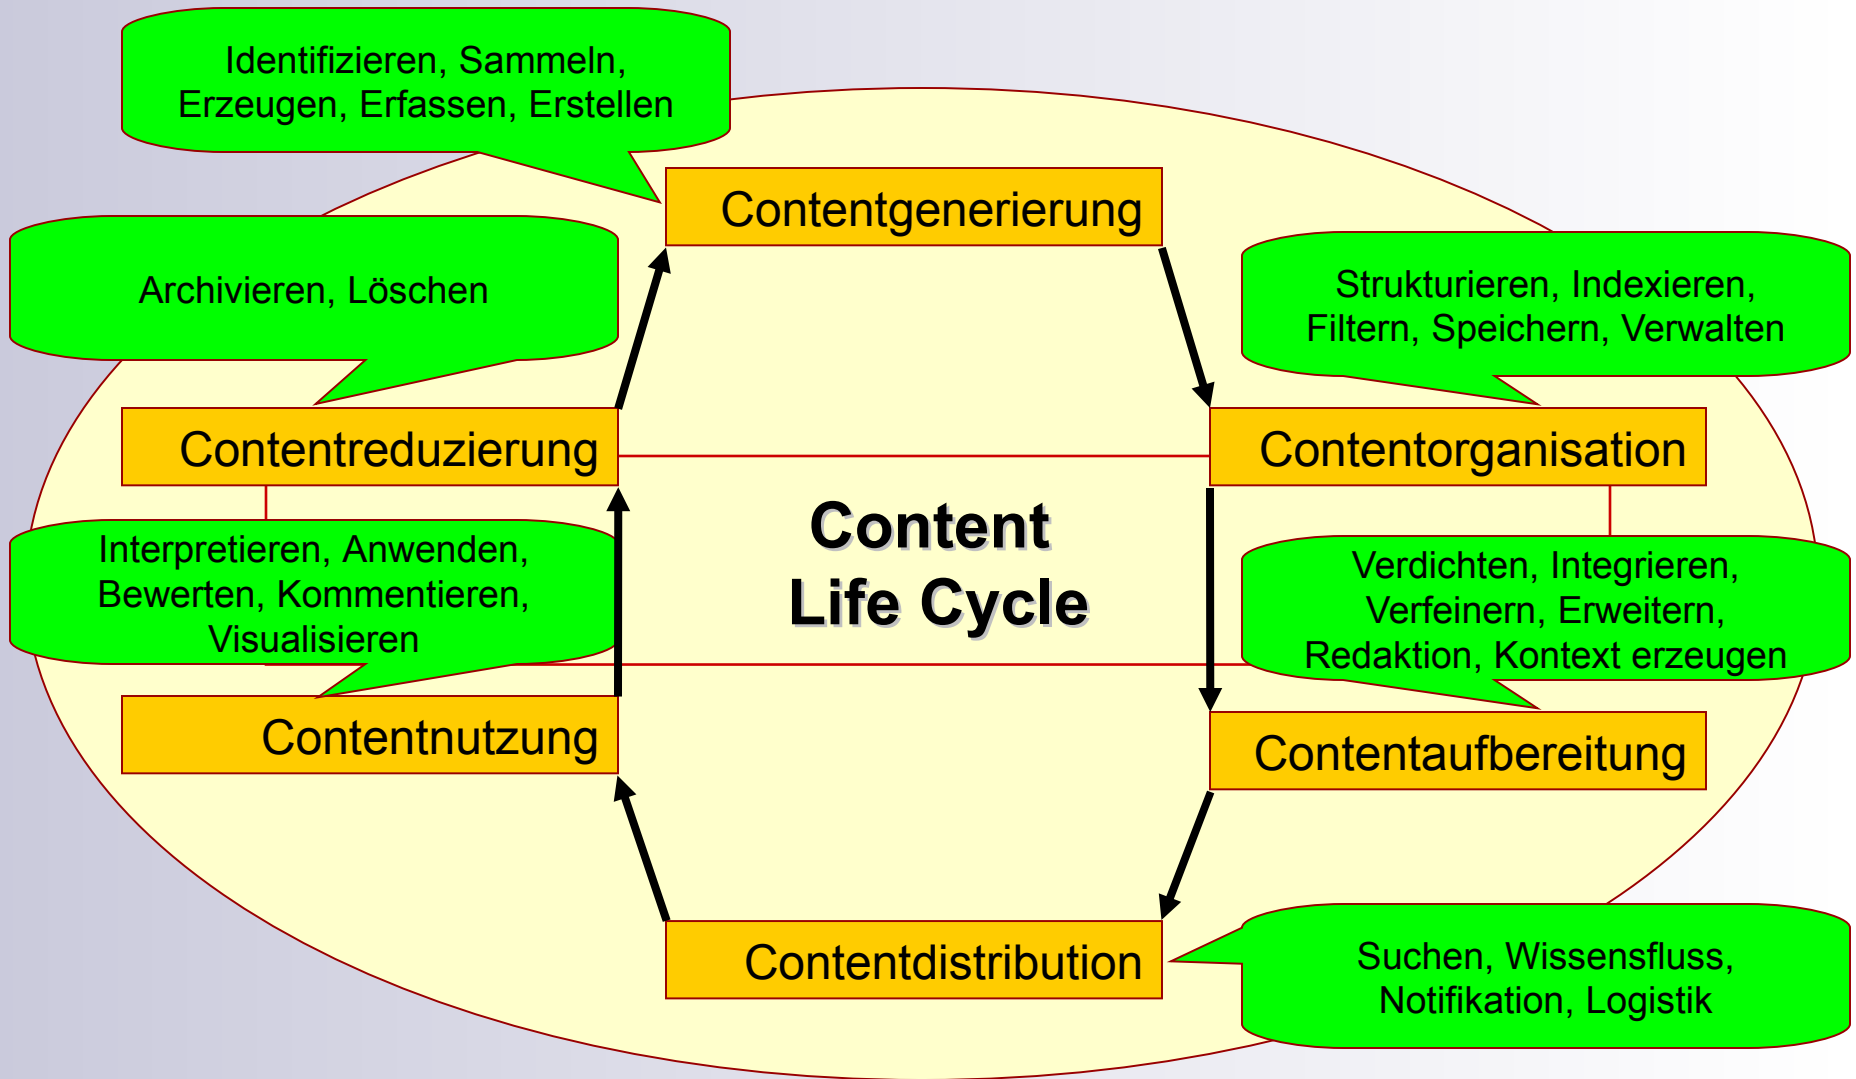 Identifizieren, Sammeln,
Erzeugen, Erfassen, Erstellen
Contentgenerierung
Archivieren, Löschen
Strukturieren, Indexieren,
Filtern, Speichern, Verwalten
Contentreduzierung
Contentorganisation
Content
Life Cycle
Interpretieren, Anwenden,
Bewerten, Kommentieren,
Visualisieren
Verdichten, Integrieren,
Verfeinern, Erweitern,
Redaktion, Kontext erzeugen
Contentnutzung
Contentaufbereitung
Contentdistribution
Suchen, Wissensfluss,
Notifikation, Logistik